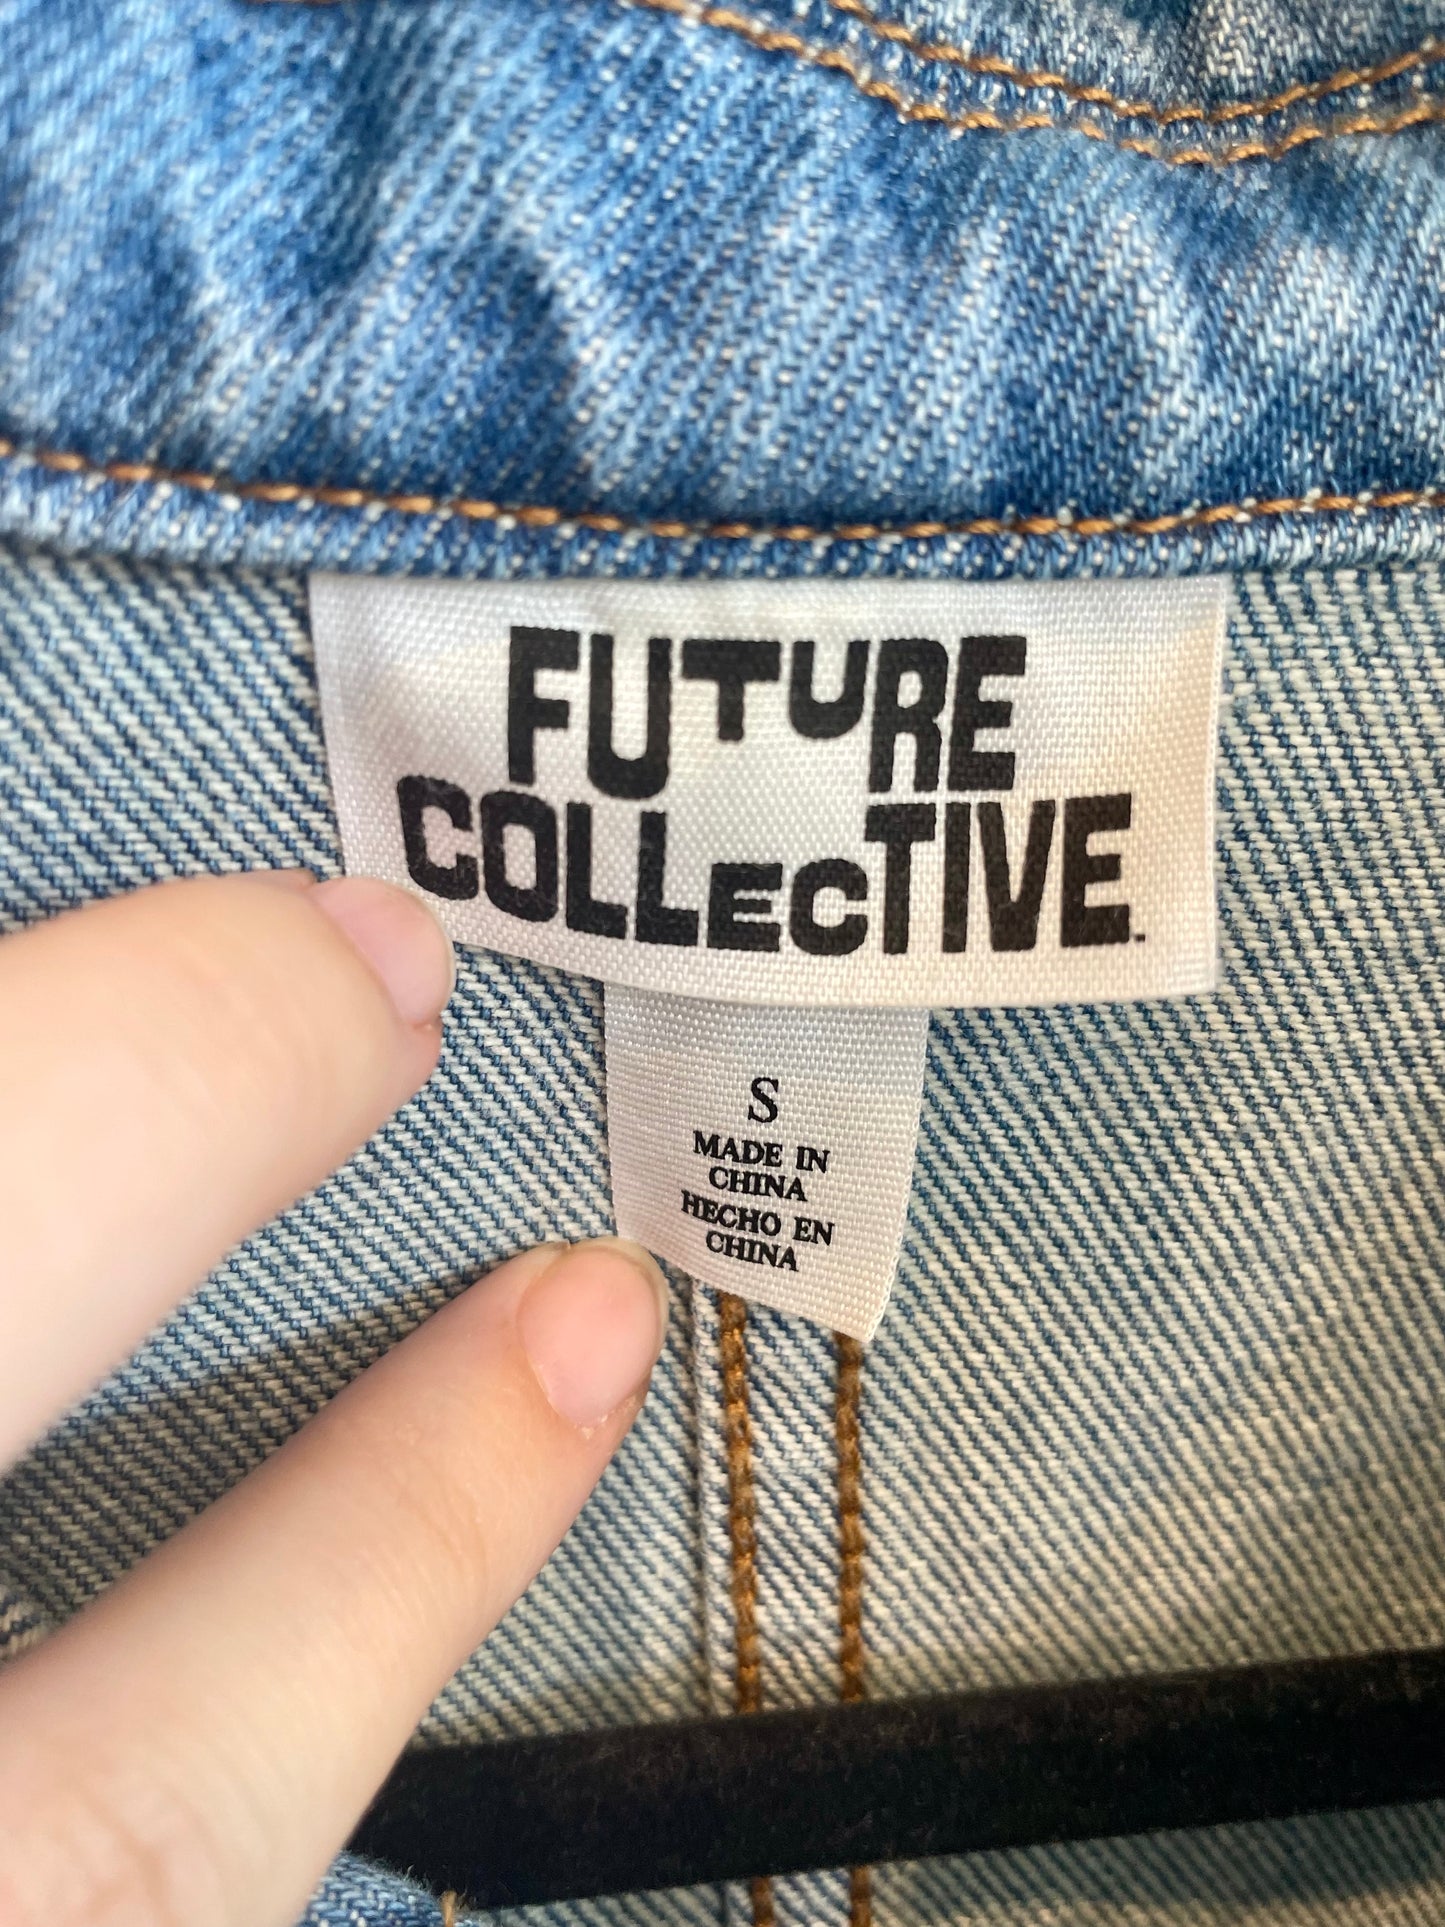 FUTURE
COLLECTIVE.
S
MADE IN
CHINA
HECHO EN
CHINA